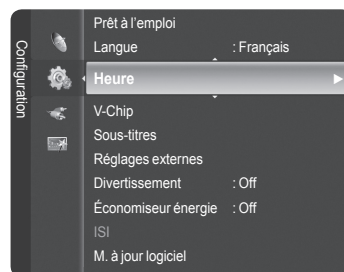 Configuration
Prêt à l'emploi
Langue : Français
Heure
V-Chip
Sous-titres
Réglages externes
Divertissement : Off
Économiseur énergie : Off
ISI
M. à jour logiciel